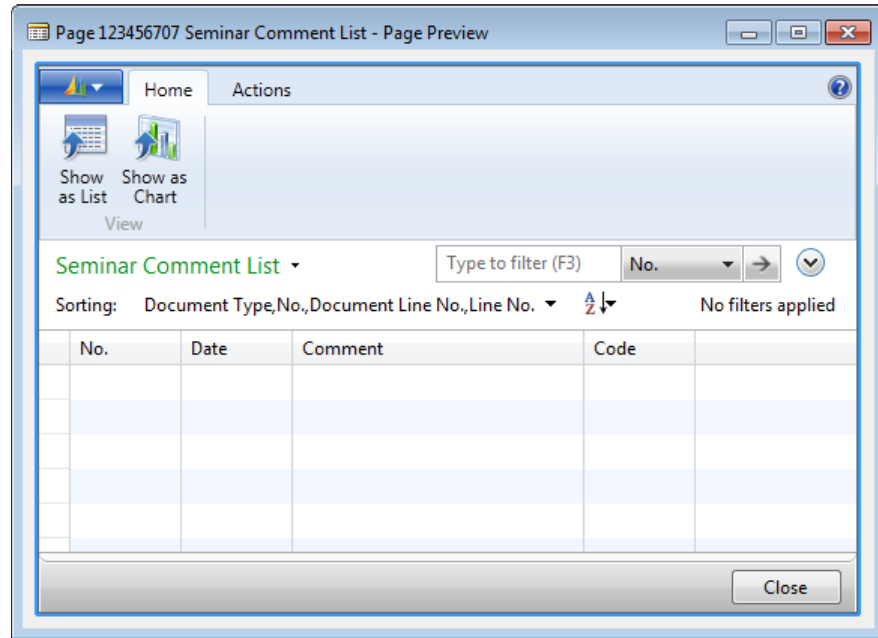 Page 123456707 Seminar Comment List - Page Preview
Home Actions
Show as List Show as Chart
View
Seminar Comment List Type to filter (F3) No.
Sorting: Document Type,No.,Document Line No.,Line No. A Z No filters applied
No. Date Comment Code
Close